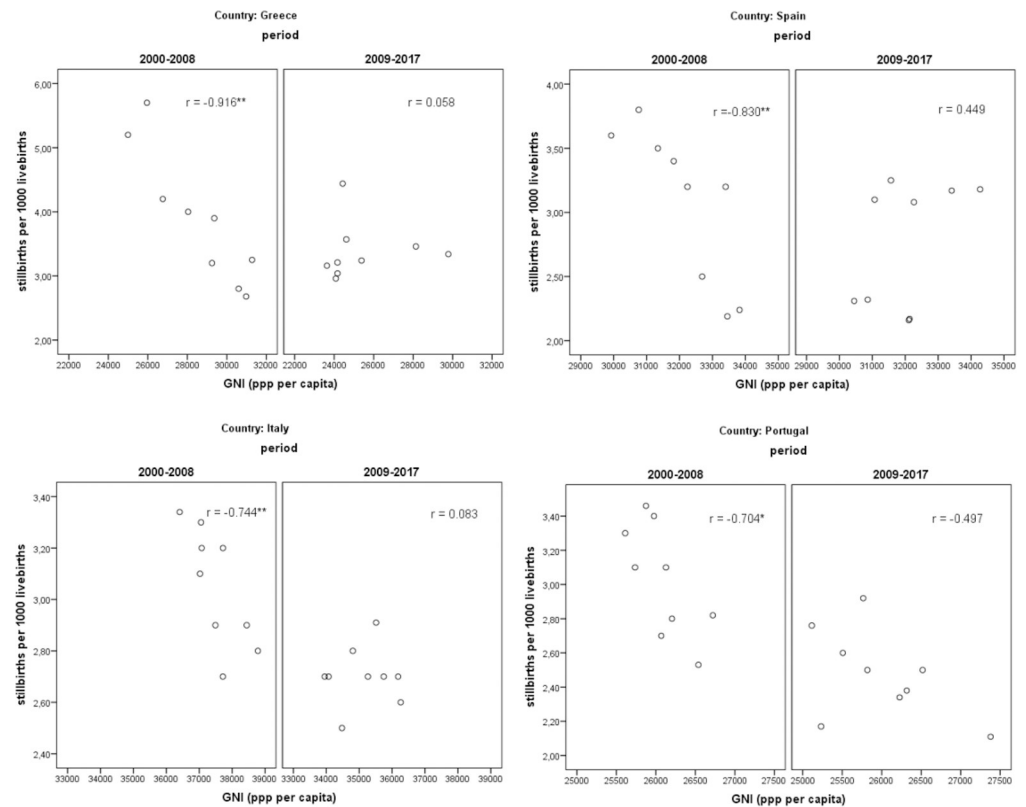 Country: Greece
period
2000-2008
2009-2017
stillbirths per 1000 livebirths
6,00
5,00
4,00
3,00
2,00
r = -0.916**
r = 0.058
22000 24000 26000 28000 30000 32000
22000 24000 26000 28000 30000 32000
GNI (ppp per capita)
Country: Spain
period
2000-2008
2009-2017
stillbirths per 1000 livebirths
4,00
3,50
3,00
2,50
2,00
r =-0.830**
r = 0.449
29000 30000 31000 32000 33000 34000 35000
29000 30000 31000 32000 33000 34000 35000
GNI (ppp per capita)
Country: Italy
period
2000-2008
2009-2017
stillbirths per 1000 livebirths
3,40
3,20
3,00
2,80
2,60
2,40
r = -0.744**
r = 0.083
33000 34000 35000 36000 37000 38000 39000
33000 34000 35000 36000 37000 38000 39000
GNI (ppp per capita)
Country: Portugal
period
2000-2008
2009-2017
stillbirths per 1000 livebirths
3,40
3,20
3,00
2,80
2,60
2,40
2,20
2,00
r = -0.704*
r = -0.497
25000 25500 26000 26500 27000 27500
25000 25500 26000 26500 27000 27500
GNI (ppp per capita)